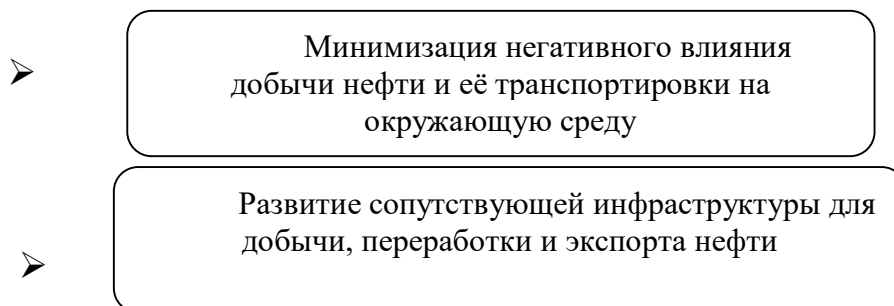 Минимизация негативного влияния
добычи нефти и её транспортировки на
окружающую среду
Развитие сопутствующей инфраструктуры для
добычи, переработки и экспорта нефти